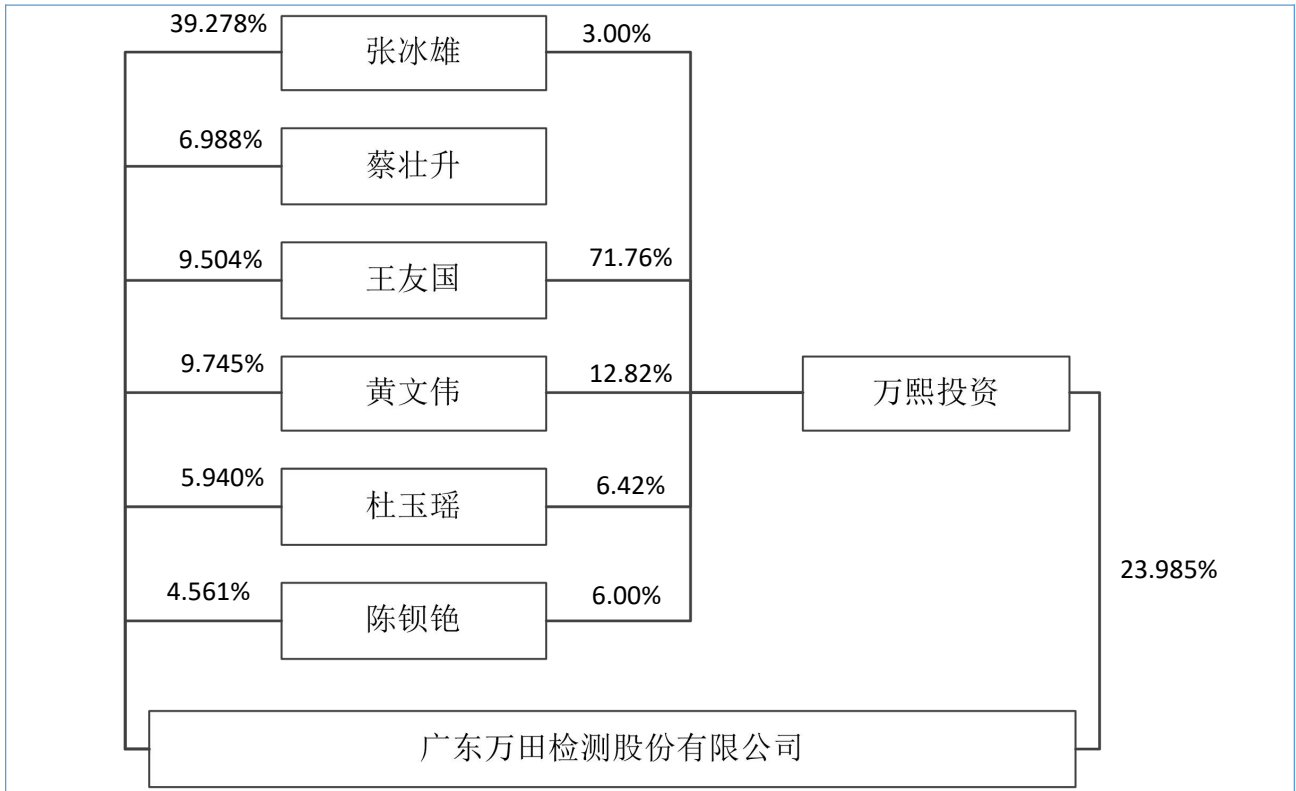 39.278%
张冰雄
3.00%
6.988%
蔡壮升
9.504%
王友国
71.76%
9.745%
黄文伟
12.82%
万熙投资
5.940%
杜玉瑶
6.42%
23.985%
4.561%
陈钡铯
6.00%
广东万田检测股份有限公司